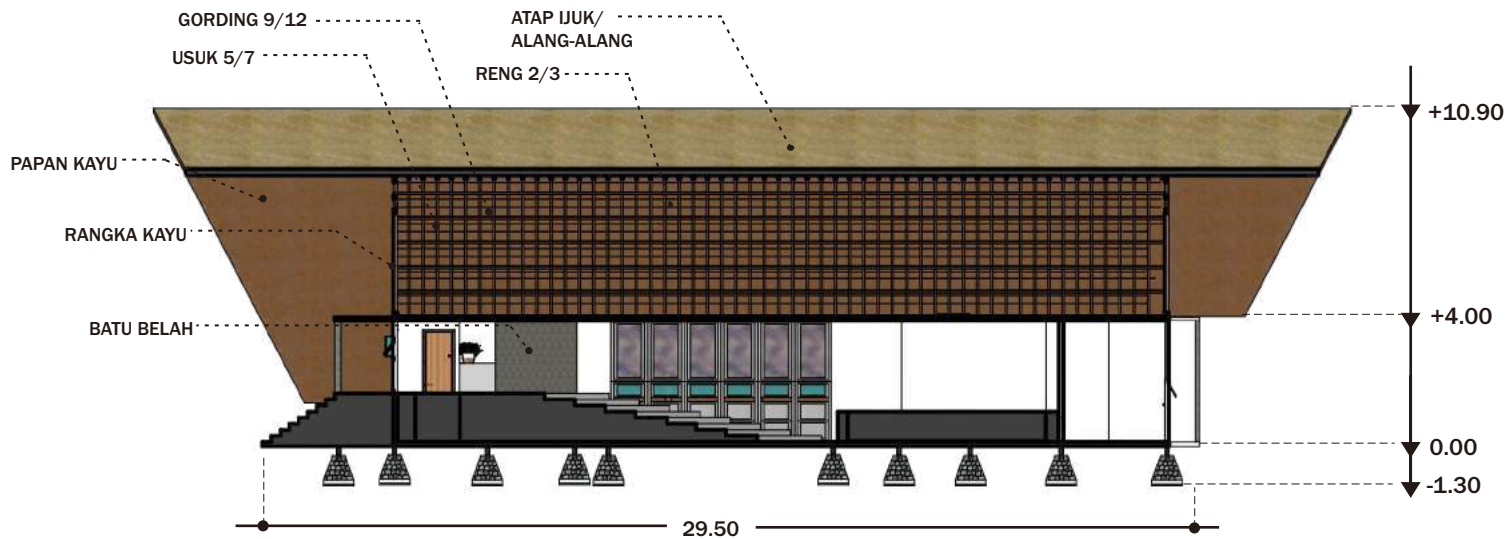 GORDING 9/12
ATAP IJUK/
ALANG-ALANG
USUK 5/7
RENG 2/3
+10.90
PAPAN KAYU
RANGKA KAYU
+4.00
BATU BELAH
0.00
-1.30
29.50